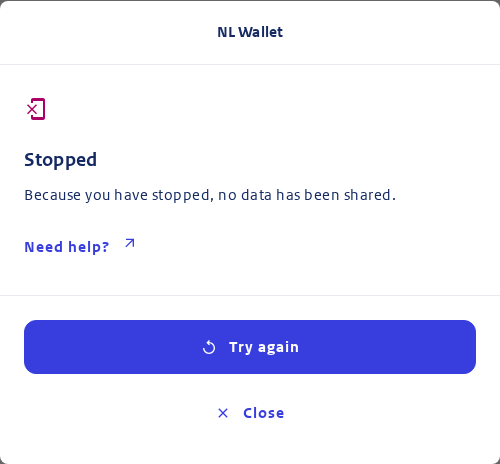 NL Wallet
Stopped
Because you have stopped, no data has been shared.
Need help?
Try again
Close